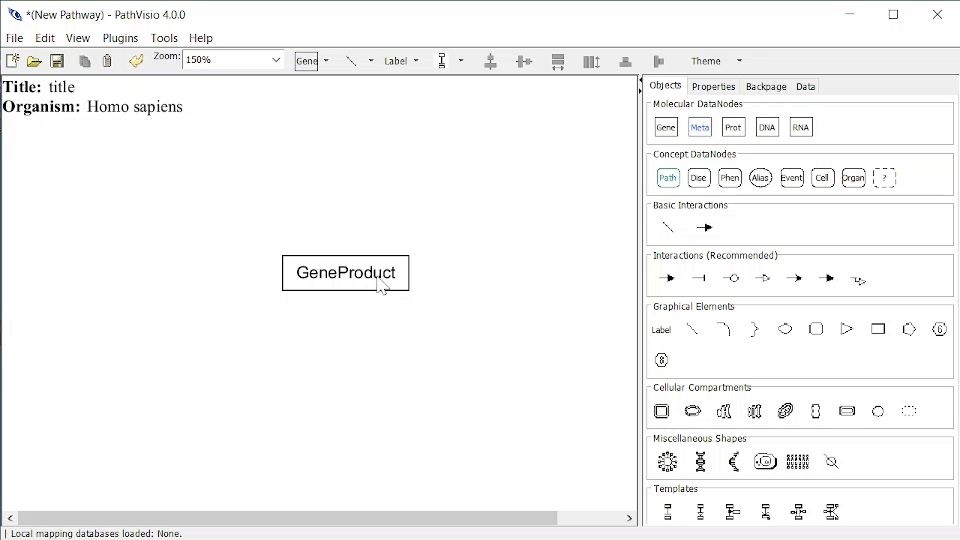 *(New Pathway) - PathVisio 4.0.0
File Edit View Plugins Tools Help
Zoom: 150% Gene Label Theme
Title: title
Organism: Homo sapiens
GeneProduct
Objects Properties Backpage Data
Molecular DataNodes
Gene Meta Prot DNA RNA
Concept DataNodes
Path Dise Phen Alias Event Cell Organ ?
Basic Interactions
Interactions (Recommended)
Graphical Elements
Label
Cellular Compartments
Miscellaneous Shapes
Templates
Local mapping databases loaded: None.